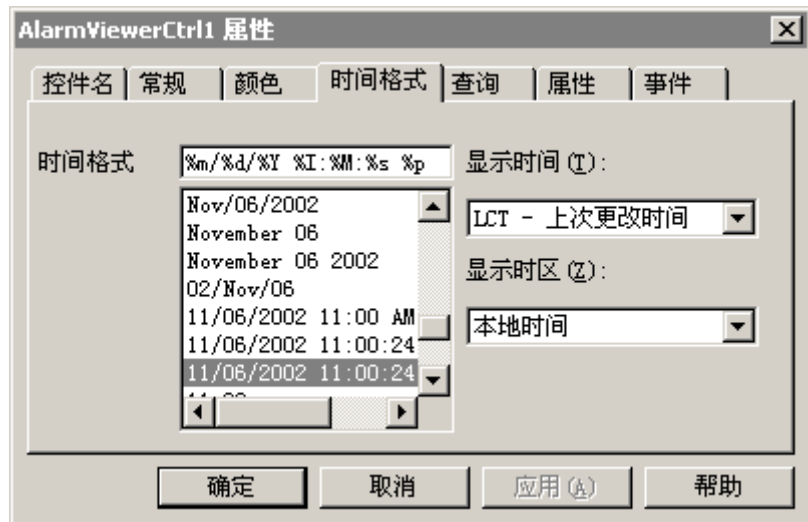 AlarmViewerCtrl1 属性
控件名 常规 颜色 时间格式 查询 属性 事件
时间格式
%m/%d/%Y %I:%M:%s %p
Nov/06/2002
November 06
November 06 2002
02/Nov/06
11/06/2002 11:00 AM
11/06/2002 11:00:24
11/06/2002 11:00:24
显示时间(T):
LCT - 上次更改时间
显示时区(Z):
本地时间
确定 取消 应用(A) 帮助